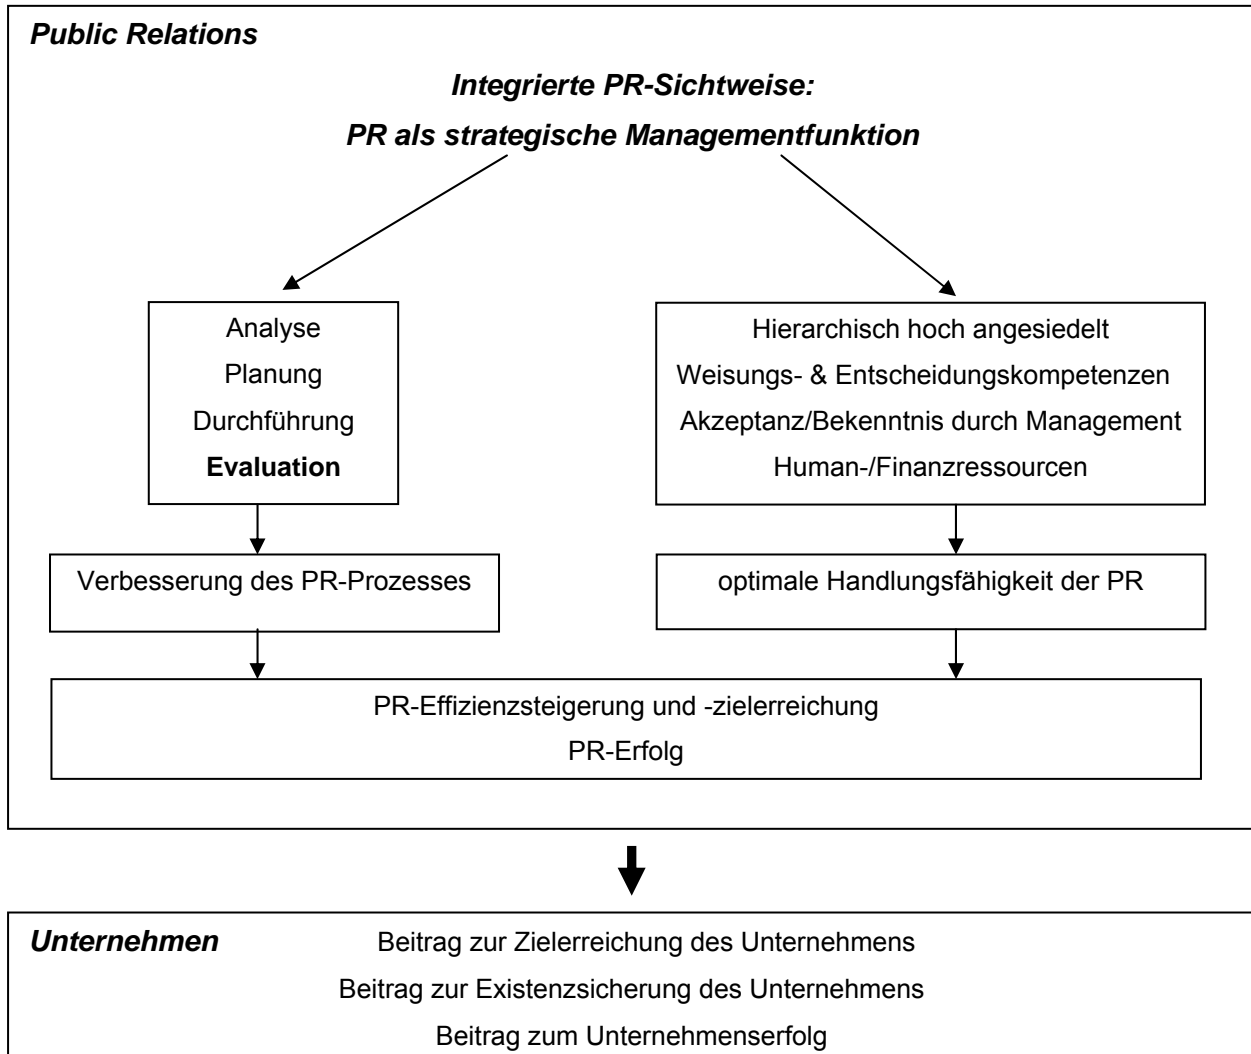 Public Relations
Integrierte PR-Sichtweise:
PR als strategische Managementfunktion
Analyse
Planung
Durchführung
Evaluation
Hierarchisch hoch angesiedelt
Weisungs- & Entscheidungskompetenzen
Akzeptanz/Bekenntnis durch Management
Human-/Finanzressourcen
Verbesserung des PR-Prozesses
optimale Handlungsfähigkeit der PR
PR-Effizienzsteigerung und -zielerreichung
PR-Erfolg
Unternehmen
Beitrag zur Zielerreichung des Unternehmens
Beitrag zur Existenzsicherung des Unternehmens
Beitrag zum Unternehmenserfolg